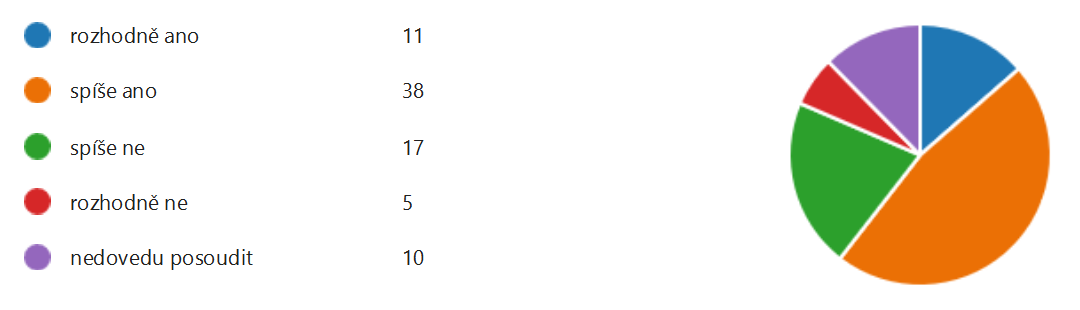 rozhodně ano 11
spíše ano 38
spíše ne 17
rozhodně ne 5
nedovedu posoudit 10